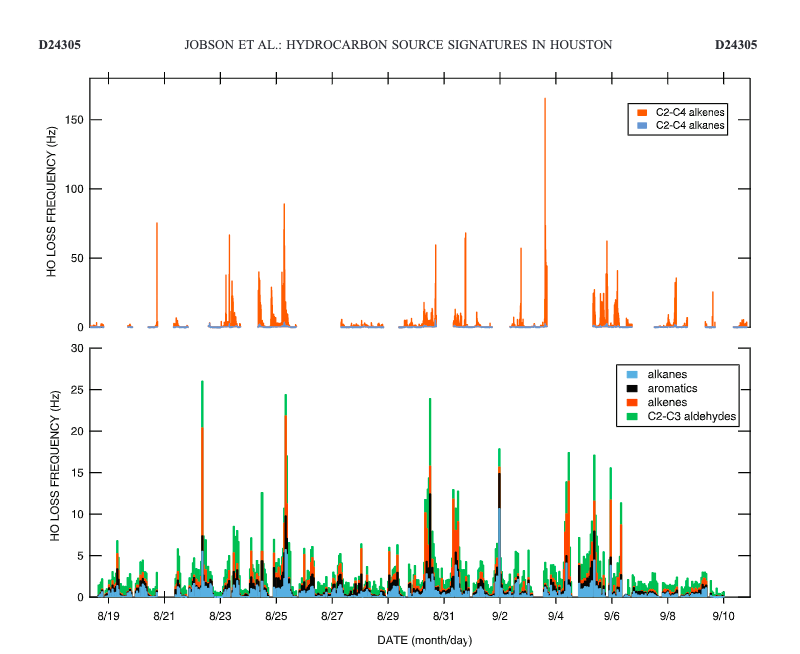 D24305 JOBSON ET AL.: HYDROCARBON SOURCE SIGNATURES IN HOUSTON D24305
C2-C4 alkenes
C2-C4 alkanes
HO LOSS FREQUENCY (Hz)
150
100
50
0
alkanes
aromatics
alkenes
C2-C3 aldehydes
HO LOSS FREQUENCY (Hz)
30
25
20
15
10
5
0
8/19 8/21 8/23 8/25 8/27 8/29 8/31 9/2 9/4 9/6 9/8 9/10
DATE (month/day)